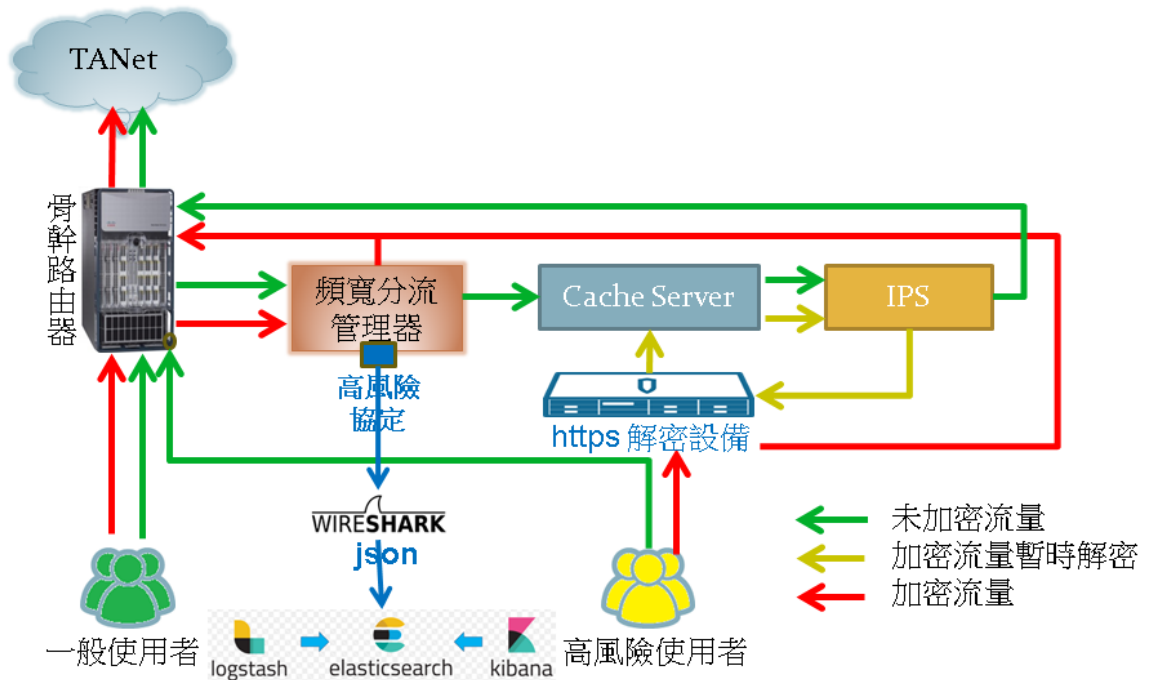 TANet
骨幹路由器
頻寬分流
管理器
Cache Server
IPS
高風險
協定
https 解密設備
WIRESHARK
json
未加密流量
加密流量暫時解密
加密流量
一般使用者
logstash
elasticsearch
kibana
高風險使用者